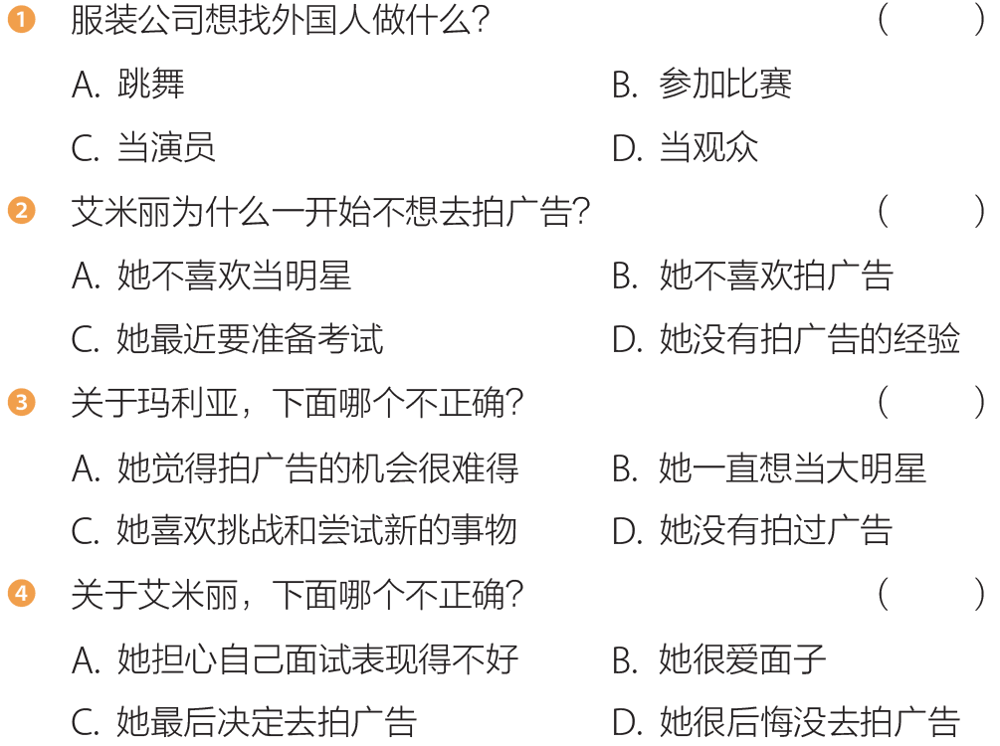 1 服装公司想找外国人做什么? ( )
A. 跳舞 B. 参加比赛
C. 当演员 D. 当观众
2 艾米丽为什么一开始不想去拍广告? ( )
A. 她不喜欢当明星 B. 她不喜欢拍广告
C. 她最近要准备考试 D. 她没有拍广告的经验
3 关于玛利亚，下面哪个不正确? ( )
A. 她觉得拍广告的机会很难得 B. 她一直想当大明星
C. 她喜欢挑战和尝试新的事物 D. 她没有拍过广告
4 关于艾米丽，下面哪个不正确? ( )
A. 她担心自己面试表现得不好 B. 她很爱面子
C. 她最后决定去拍广告 D. 她很后悔没去拍广告